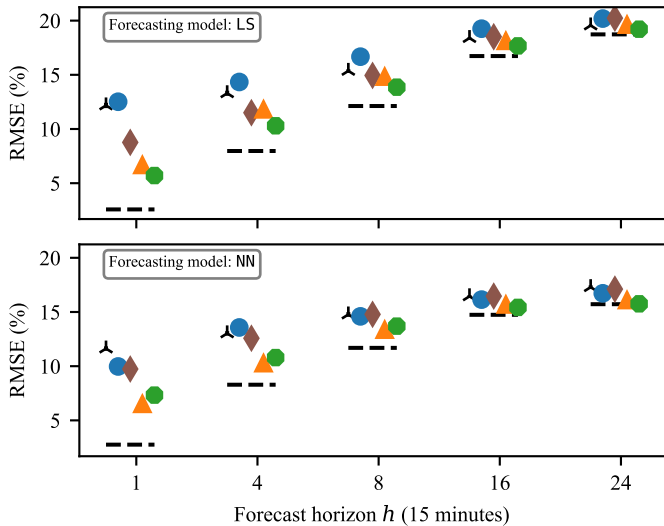 20
15
10
5
RMSE (%)
Forecasting model: LS
20
15
10
5
RMSE (%)
Forecasting model: NN
1 4 8 16 24
Forecast horizon h (15 minutes)